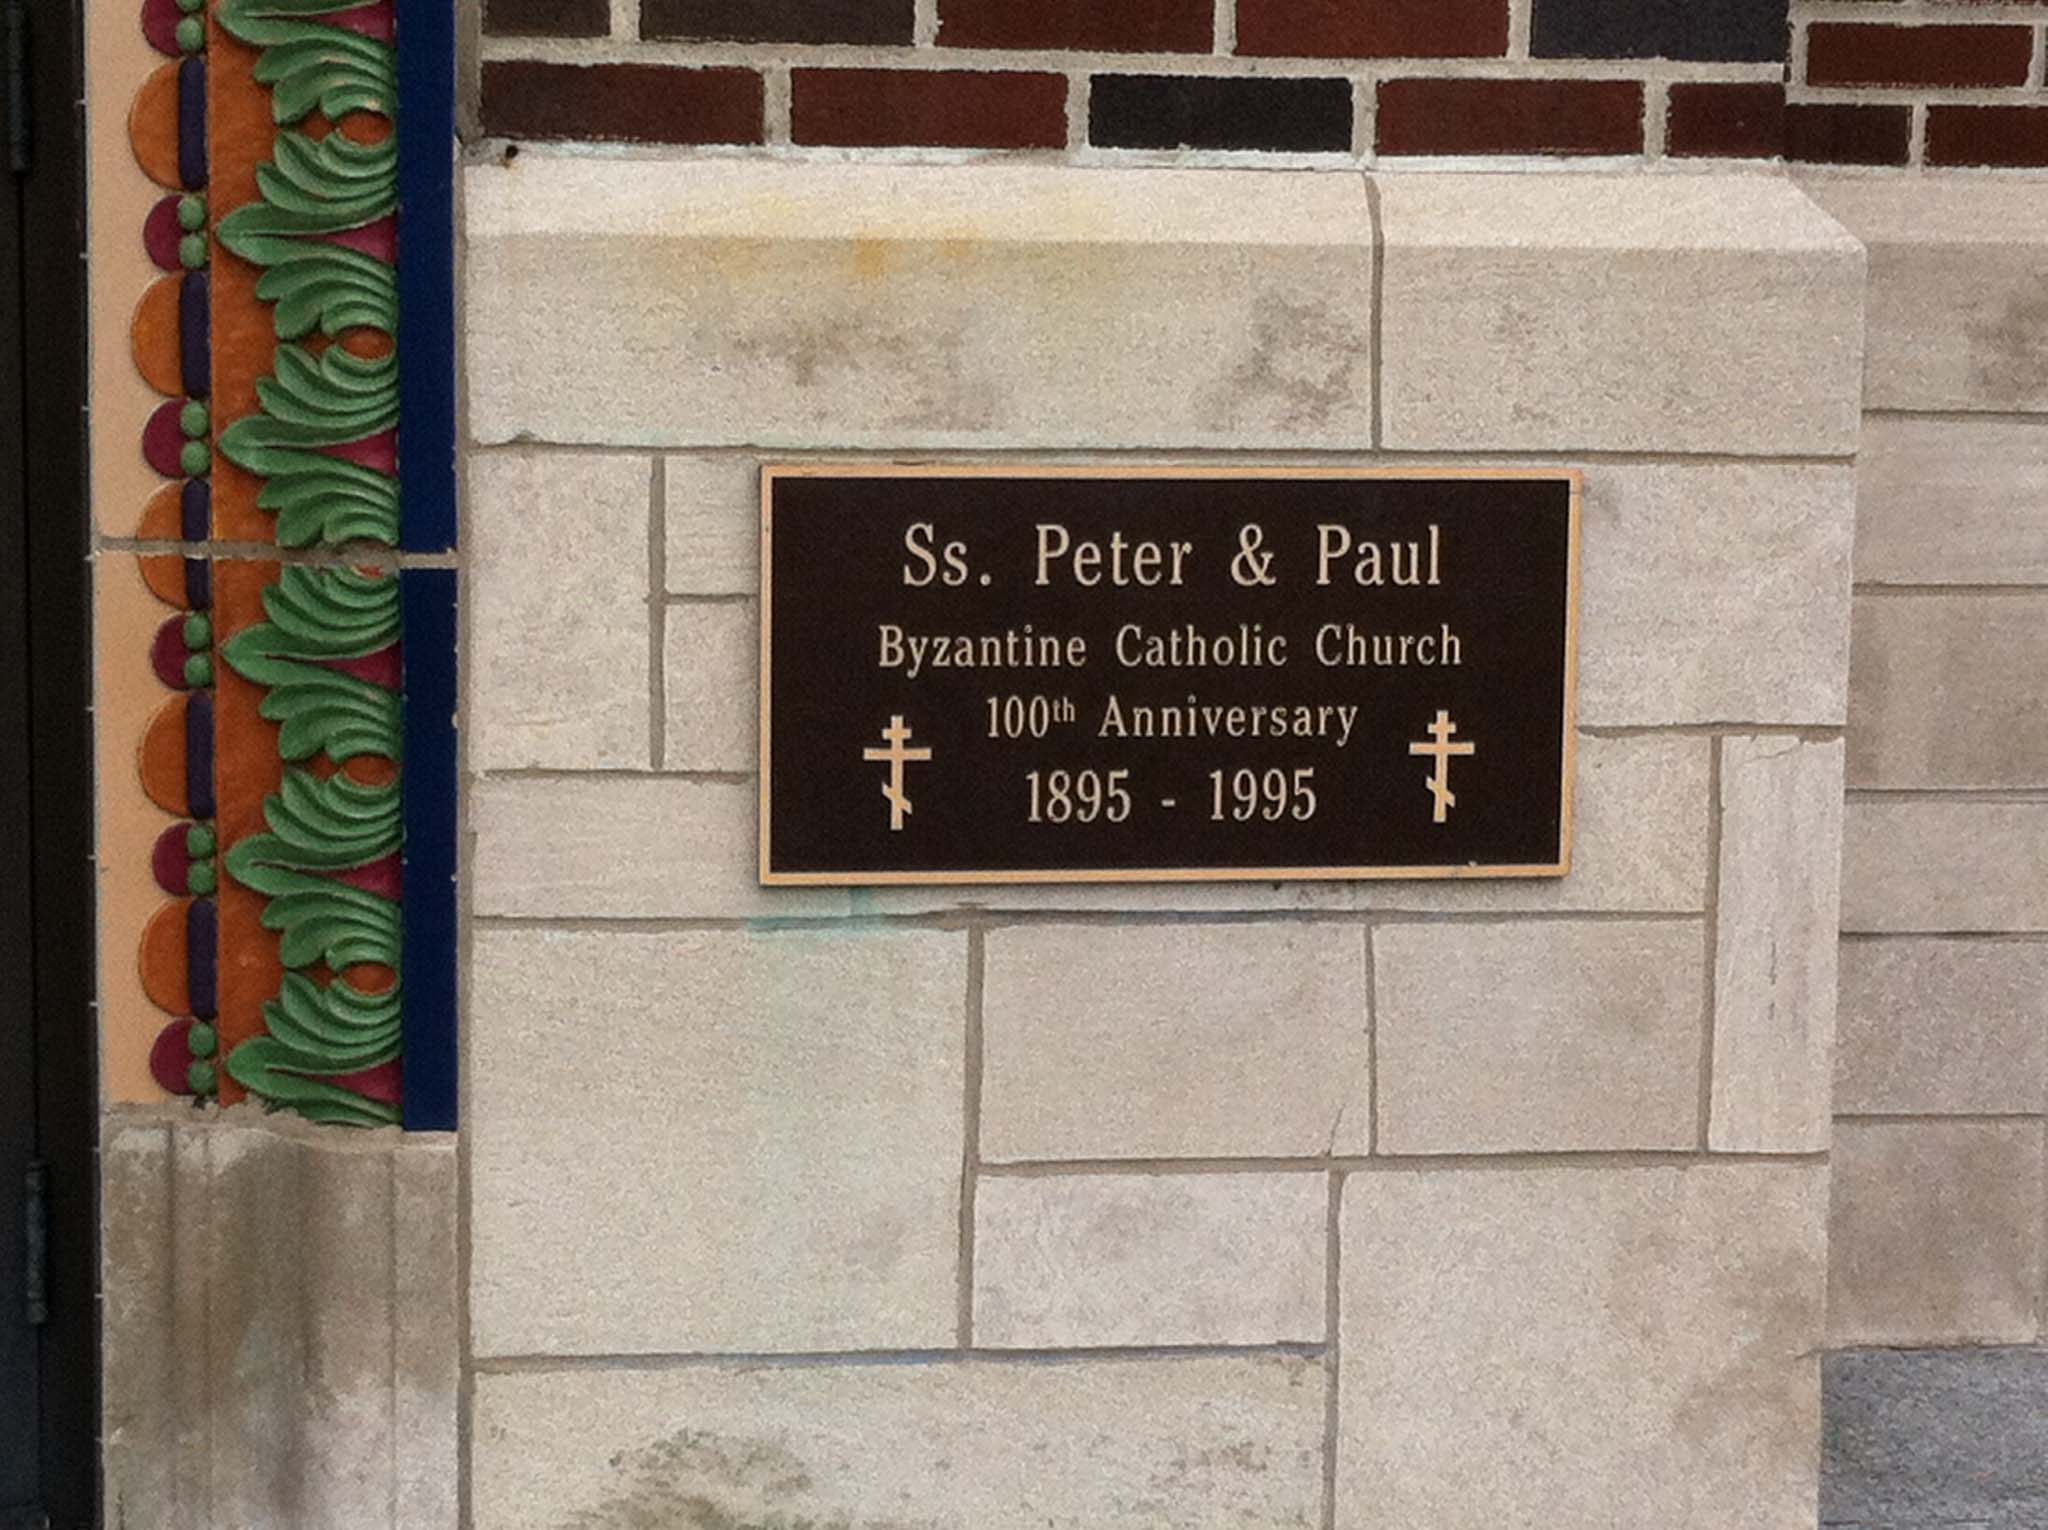 Ss. Peter & Paul
Byzantine Catholic Church
100th Anniversary
1895 - 1995